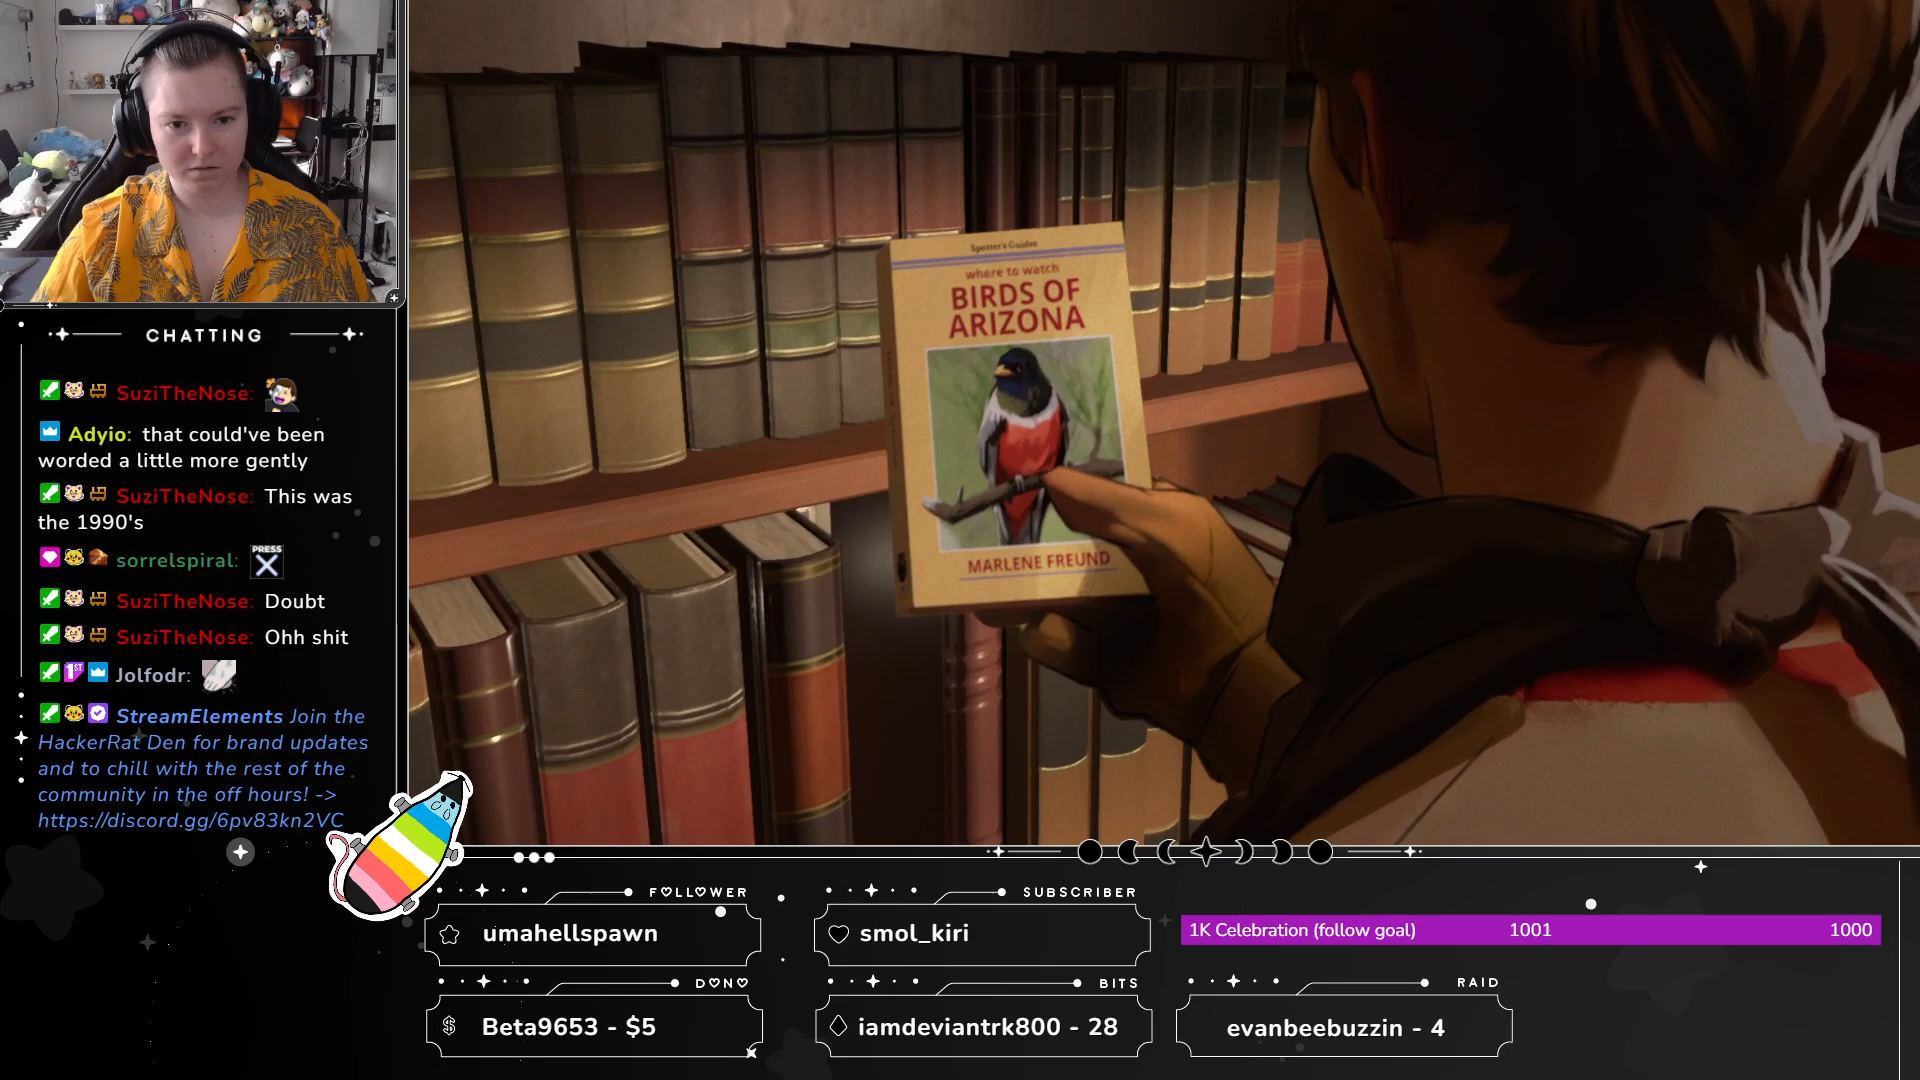 Spotter's Guides
where to watch
BIRDS OF
ARIZONA
MARLENE FREUND
CHATTING
SuziTheNose:
Adyio: that could've been
worded a little more gently
SuziTheNose: This was
the 1990's
sorrelspiral: PRESS X
SuziTheNose: Doubt
SuziTheNose: Ohh shit
1ST Jolfodr:
StreamElements Join the
HackerRat Den for brand updates
and to chill with the rest of the
community in the off hours! ->
https://discord.gg/6pv83kn2VC
FOLLOWER
umahellspawn
SUBSCRIBER
smol_kiri
1K Celebration (follow goal) 1001 1000
DONO
$ Beta9653 - $5
BITS
iamdeviantrk800 - 28
RAID
evanbeebuzzin - 4